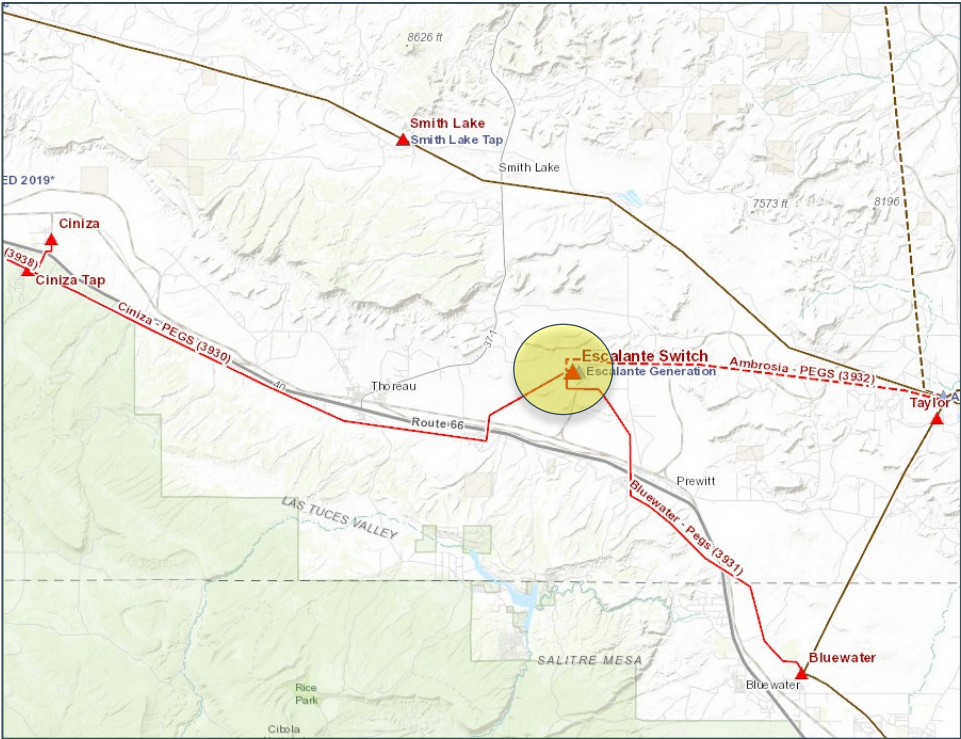 8626 ft
Smith Lake
Smith Lake Tap
Smith Lake
ED 2019*
7573 ft
8196
Ciniza
(3938)
Ciniza Tap
Ciniza - PEGS (3930)
37-1
Escalante Switch
Escalante Generation
Ambrosia - PEGS (3932)
A
Taylor
40
Thoreau
Route 66
Prewitt
Bluewater - Pegs (3931)
LAS TUCES VALLEY
SALITRE MESA
Bluewater
Bluewater
Rice
Park
Cibola